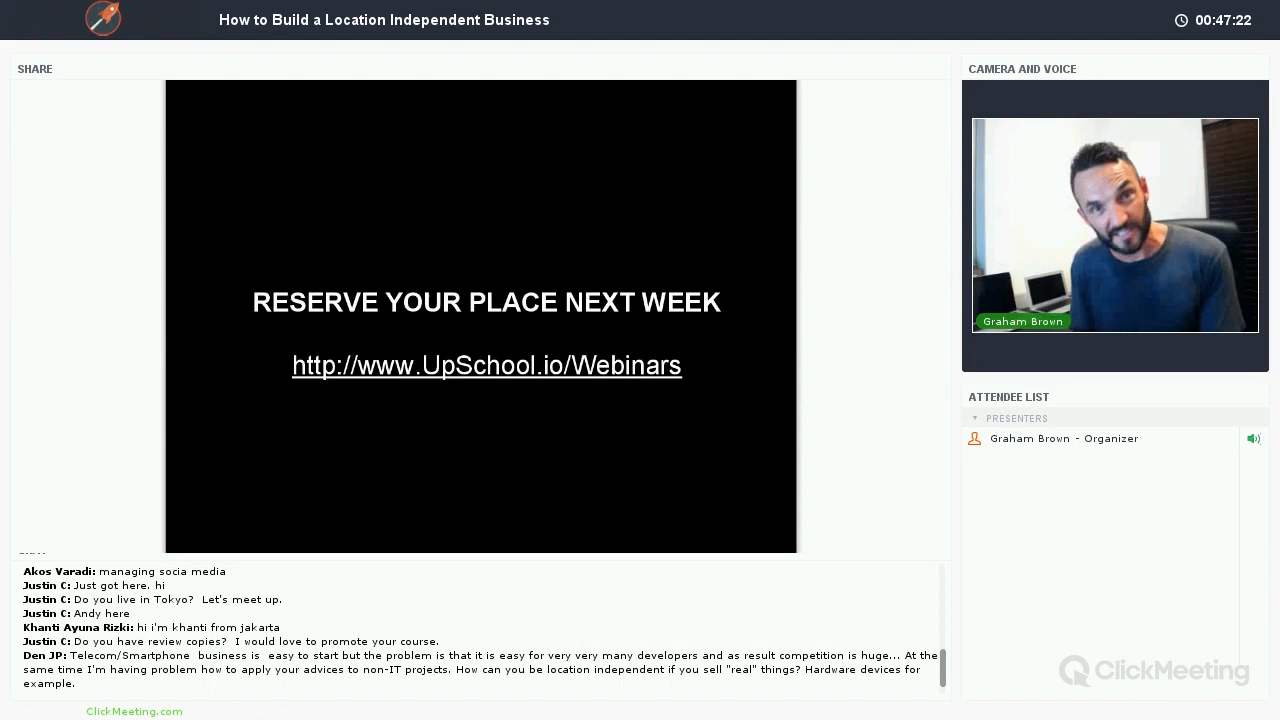 How to Build a Location Independent Business
00:47:22
SHARE
CAMERA AND VOICE
RESERVE YOUR PLACE NEXT WEEK
http://www.UpSchool.io/Webinars
Graham Brown
ATTENDEE LIST
PRESENTERS
Graham Brown - Organizer
Akos Varadi: managing socia media
Justin C: Just got here. hi
Justin C: Do you live in Tokyo?  Let's meet up.
Justin C: Andy here
Khanti Ayuna Rizki: hi i'm khanti from jakarta
Justin C: Do you have review copies?  I would love to promote your course.
Den JP: Telecom/Smartphone  business is  easy to start but the problem is that it is easy for very very many developers and as result competition is huge... At the
same time I'm having problem how to apply your advices to non-IT projects. How can you be location independent if you sell "real" things? Hardware devices for
example.
ClickMeeting
ClickMeeting.com